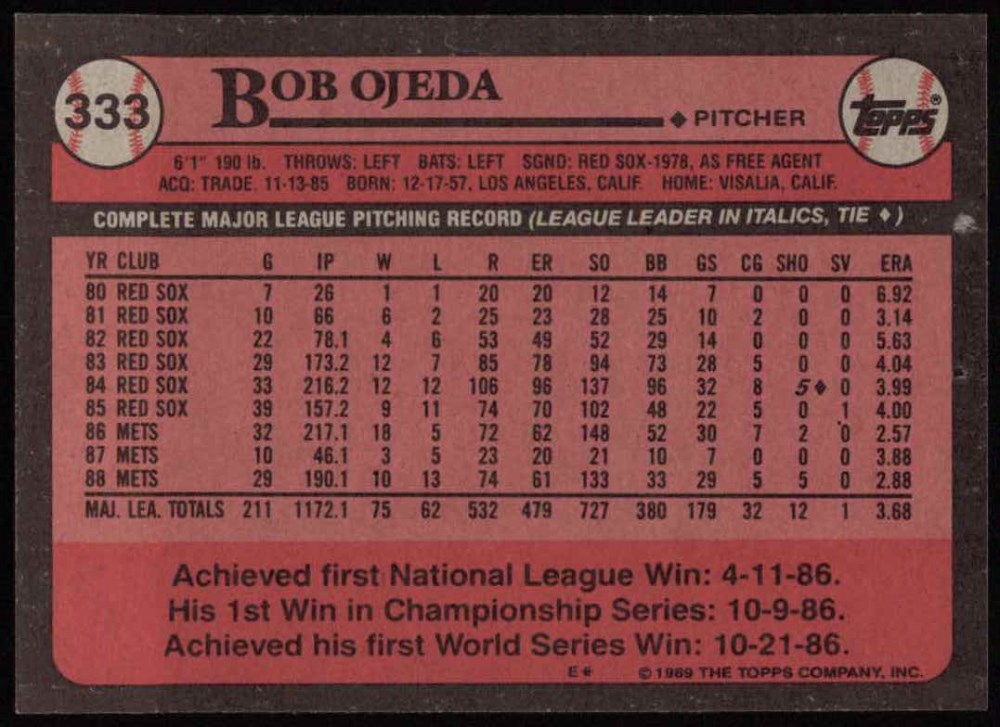 333
BOB OJEDA
◆ PITCHER
Topps®
6'1" 190 lb. THROWS: LEFT BATS: LEFT SGND: RED SOX-1978, AS FREE AGENT
ACQ: TRADE, 11-13-85 BORN: 12-17-57, LOS ANGELES, CALIF. HOME: VISALIA, CALIF.
COMPLETE MAJOR LEAGUE PITCHING RECORD (LEAGUE LEADER IN ITALICS, TIE ♦)
YR CLUB G IP W L R ER SO BB GS CG SHO SV ERA
80 RED SOX 7 26 1 1 20 20 12 14 7 0 0 0 6.92
81 RED SOX 10 66 6 2 25 23 28 25 10 2 0 0 3.14
82 RED SOX 22 78.1 4 6 53 49 52 29 14 0 0 0 5.63
83 RED SOX 29 173.2 12 7 85 78 94 73 28 5 0 0 4.04
84 RED SOX 33 216.2 12 12 106 96 137 96 32 8 5♦ 0 3.99
85 RED SOX 39 157.2 9 11 74 70 102 48 22 5 0 1 4.00
86 METS 32 217.1 18 5 72 62 148 52 30 7 2 0 2.57
87 METS 10 46.1 3 5 23 20 21 10 7 0 0 0 3.88
88 METS 29 190.1 10 13 74 61 133 33 29 5 5 0 2.88
MAJ. LEA. TOTALS 211 1172.1 75 62 532 479 727 380 179 32 12 1 3.68
Achieved first National League Win: 4-11-86.
His 1st Win in Championship Series: 10-9-86.
Achieved his first World Series Win: 10-21-86.
E* © 1989 THE TOPPS COMPANY, INC.